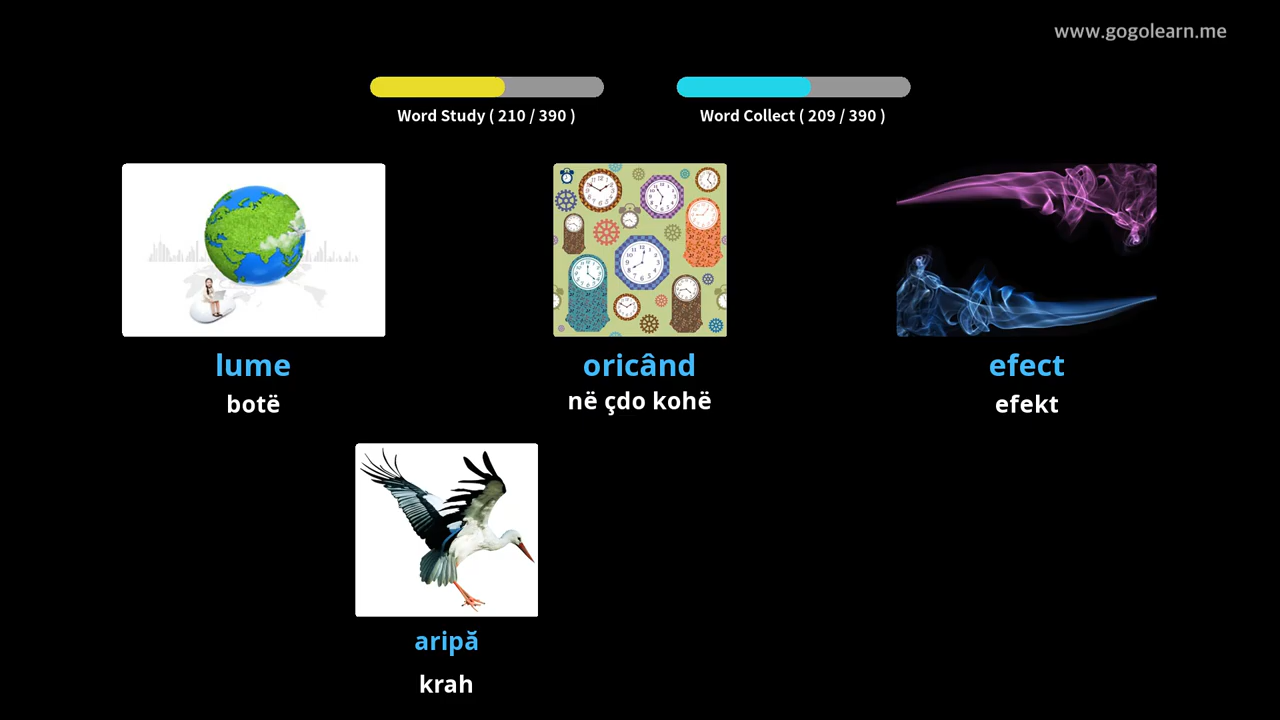 www.gogolearn.me
Word Study ( 210 / 390 )
Word Collect ( 209 / 390 )
lume
botë
oricând
në çdo kohë
efect
efekt
aripă
krah